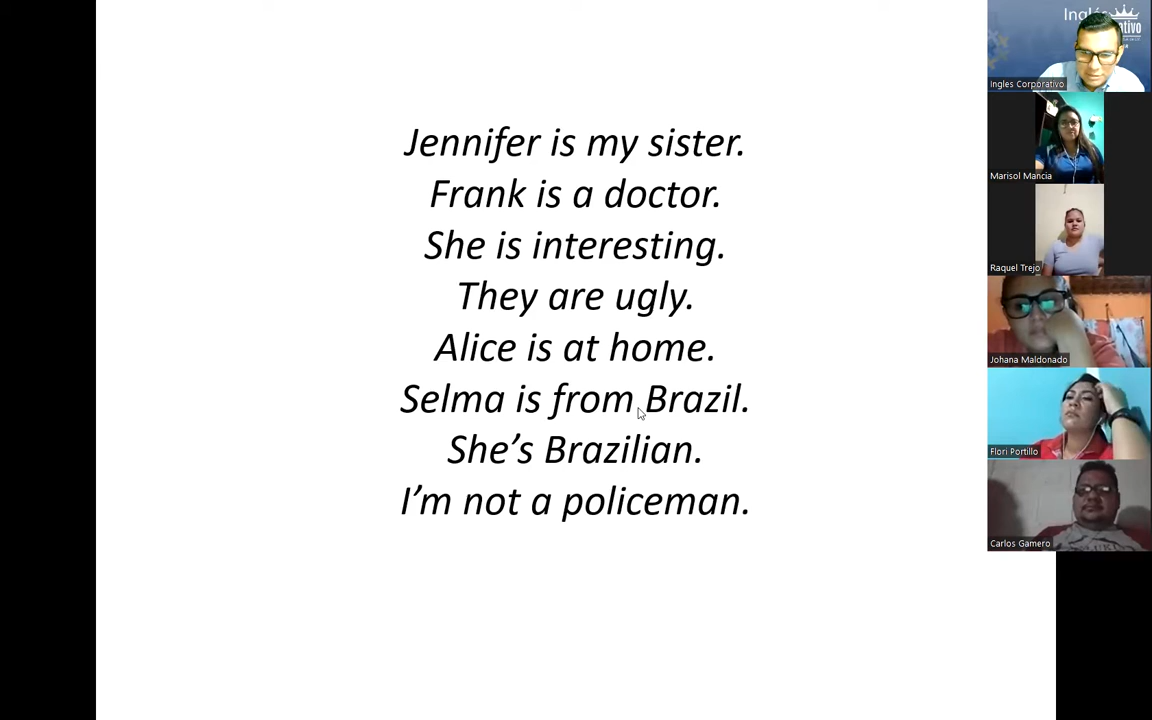 Jennifer is my sister.
Frank is a doctor.
She is interesting.
They are ugly.
Alice is at home.
Selma is from Brazil.
She's Brazilian.
I'm not a policeman.
Ingles Corporativo
Marisol Mancia
Raquel Trejo
Johana Maldonado
Flori Portillo
Carlos Gamero